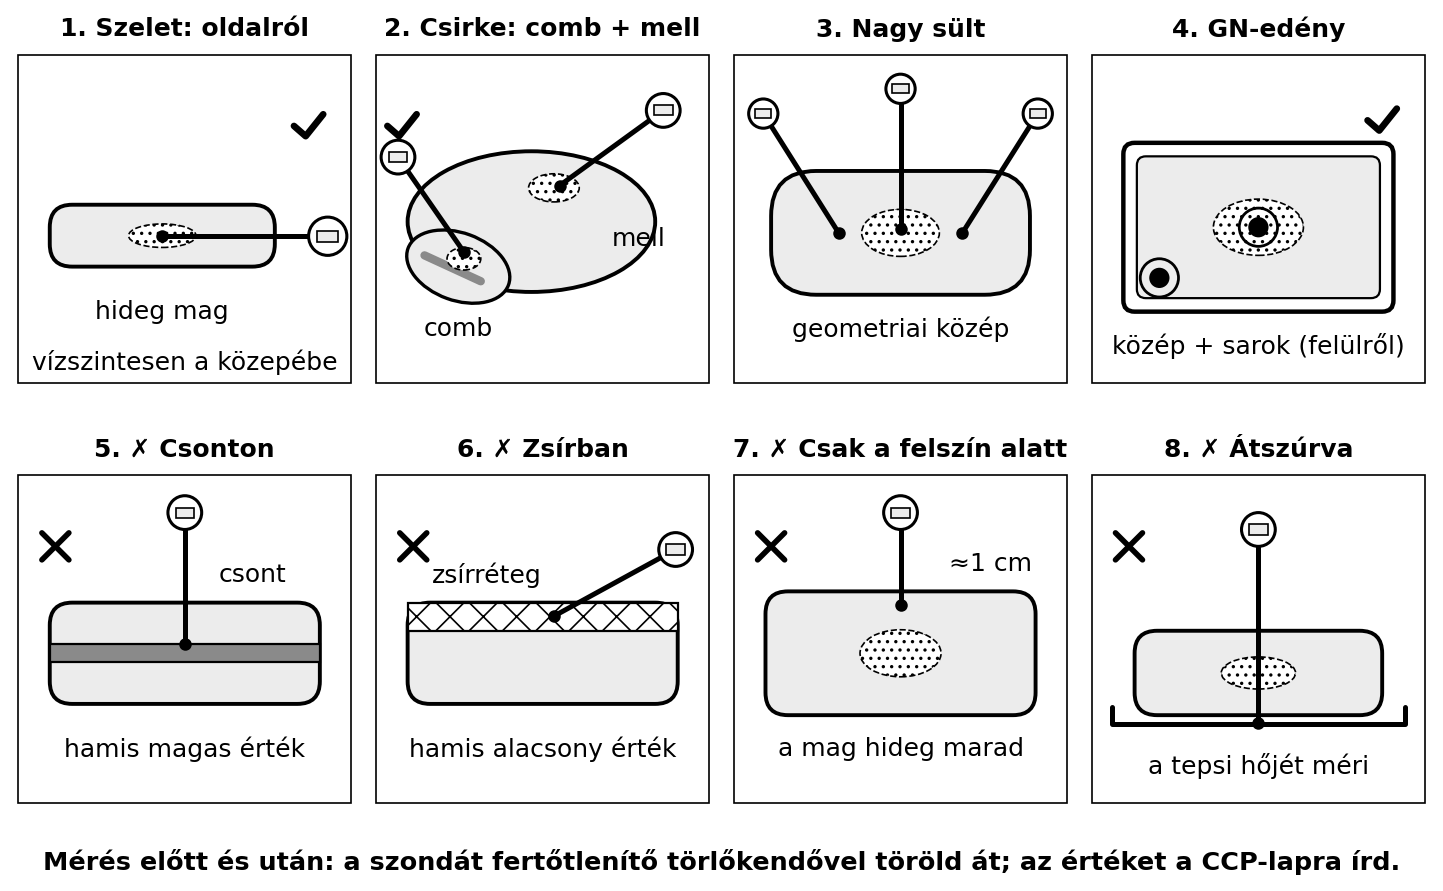 1. Szelet: oldalról
hideg mag
vízszintesen a közepébe
2. Csirke: comb + mell
mell
comb
3. Nagy sült
geometriai közép
4. GN-edény
közép + sarok (felülről)
5. ✗ Csonton
csont
hamis magas érték
6. ✗ Zsírban
zsírréteg
hamis alacsony érték
7. ✗ Csak a felszín alatt
≈1 cm
a mag hideg marad
8. ✗ Átszúrva
a tepsi hőjét méri
Mérés előtt és után: a szondát fertőtlenítő törlőkendővel töröld át; az értéket a CCP-lapra írd.